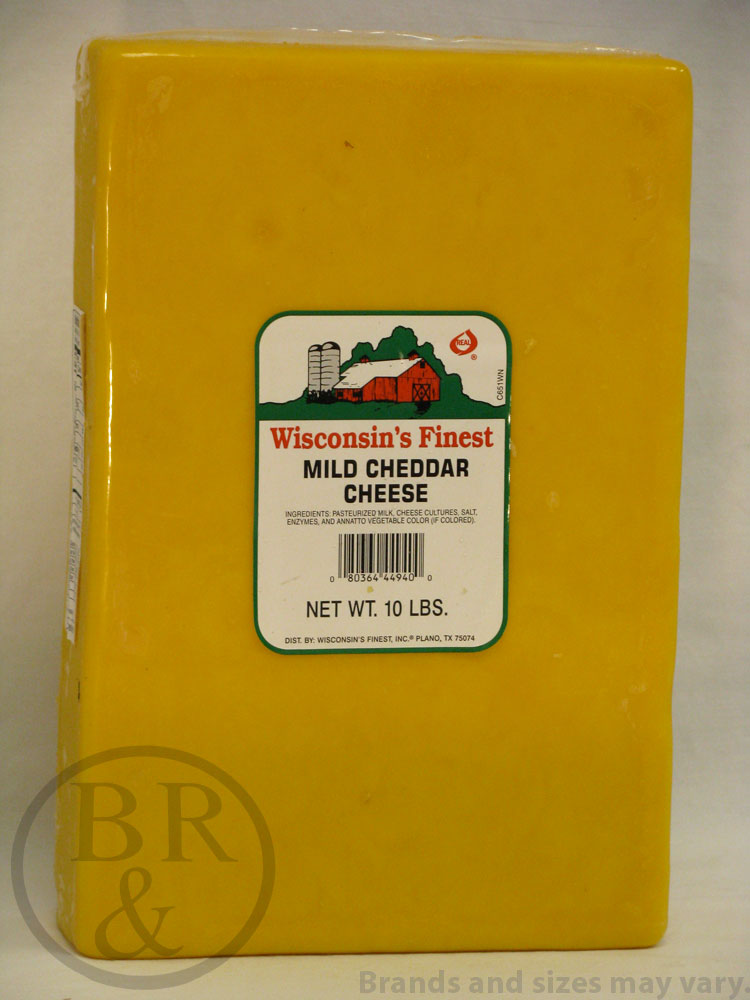 REAL
®
C651WN
Wisconsin's Finest
MILD CHEDDAR
CHEESE
INGREDIENTS: PASTEURIZED MILK, CHEESE CULTURES, SALT,
ENZYMES, AND ANNATTO VEGETABLE COLOR (IF COLORED).
0 80364 44940 0
NET WT. 10 LBS.
DIST. BY: WISCONSIN'S FINEST, INC.® PLANO, TX 75074
B R
&
Brands and sizes may vary.